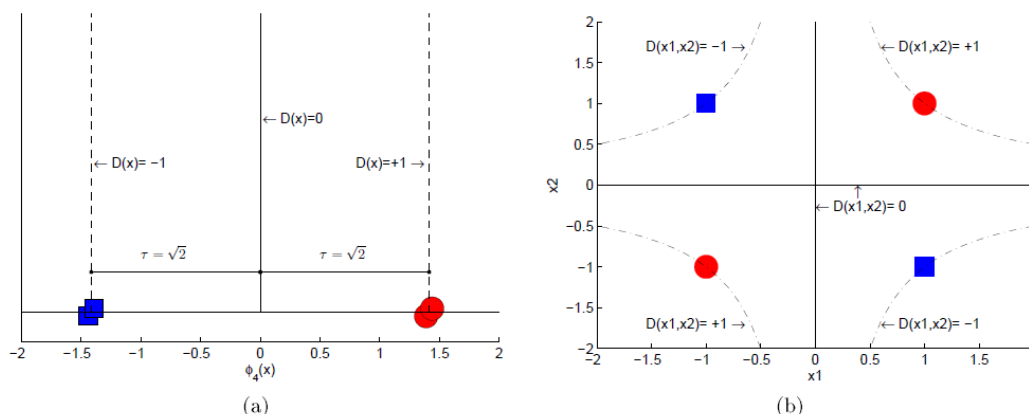 ← D(x)=0
← D(x)= −1
D(x)=+1 →
τ = √2
τ = √2
−2 −1.5 −1 −0.5 0 0.5 1 1.5 2
ϕ4(x)
(a)
2
1.5
1
0.5
0
−0.5
−1
−1.5
−2
x2
D(x1,x2)= −1 →
← D(x1,x2)= +1
← D(x1,x2)= 0
D(x1,x2)= +1 →
← D(x1,x2)= −1
−2 −1.5 −1 −0.5 0 0.5 1 1.5
x1
(b)